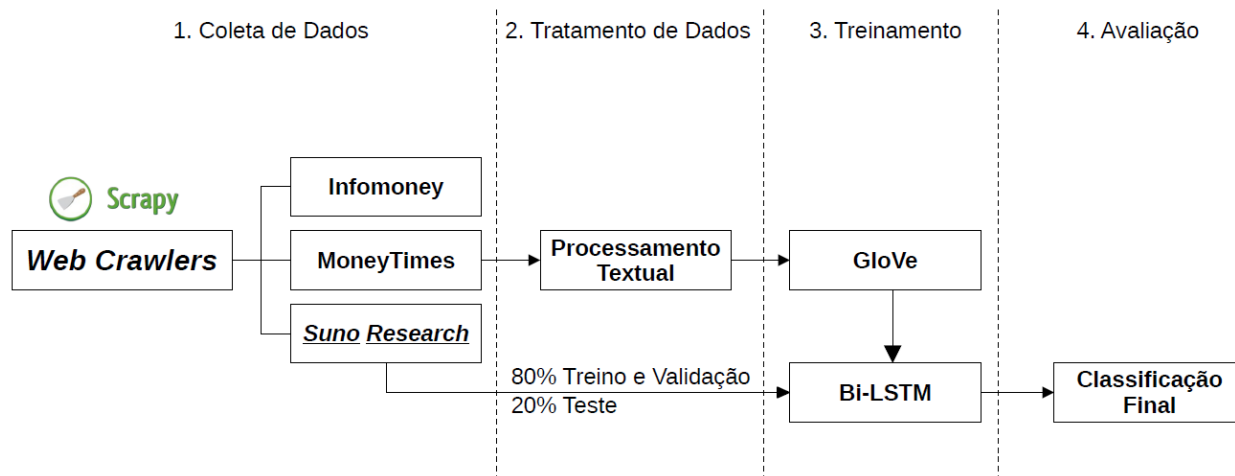 1. Coleta de Dados
2. Tratamento de Dados
3. Treinamento
4. Avaliação
Scrapy
Web Crawlers
Infomoney
MoneyTimes
Suno Research
Processamento
Textual
GloVe
80% Treino e Validação
20% Teste
Bi-LSTM
Classificação
Final